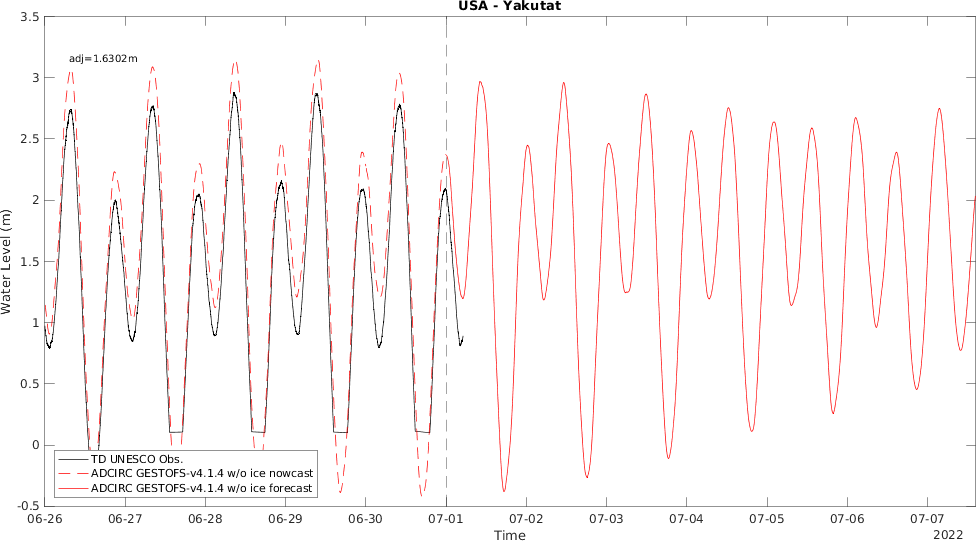 USA - Yakutat
adj=1.6302m
Water Level (m)
3.5
3
2.5
2
1.5
1
0.5
0
-0.5
TD UNESCO Obs.
ADCIRC GESTOFS-v4.1.4 w/o ice nowcast
ADCIRC GESTOFS-v4.1.4 w/o ice forecast
06-26 06-27 06-28 06-29 06-30 07-01 07-02 07-03 07-04 07-05 07-06 07-07
Time
2022